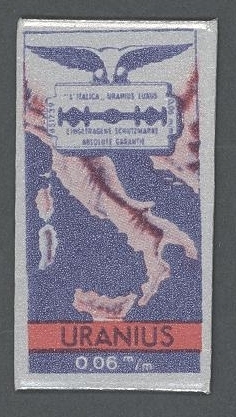 "L'ITALICA" URANIUS LUXUS
EINGETRAGENE SCHUTZMARKE
ABSOLUTE GARANTIE
URANIUS
0,06 m/m